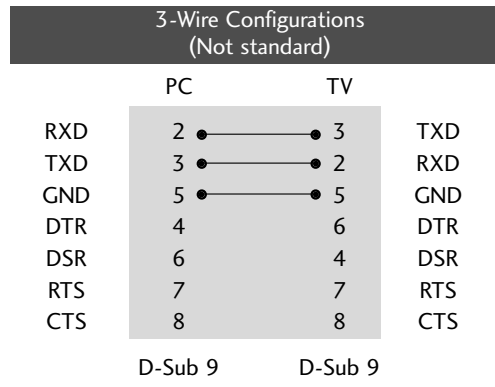 3-Wire Configurations
(Not standard)
PC TV
RXD 2 3 TXD
TXD 3 2 RXD
GND 5 5 GND
DTR 4 6 DTR
DSR 6 4 DSR
RTS 7 7 RTS
CTS 8 8 CTS
D-Sub 9 D-Sub 9